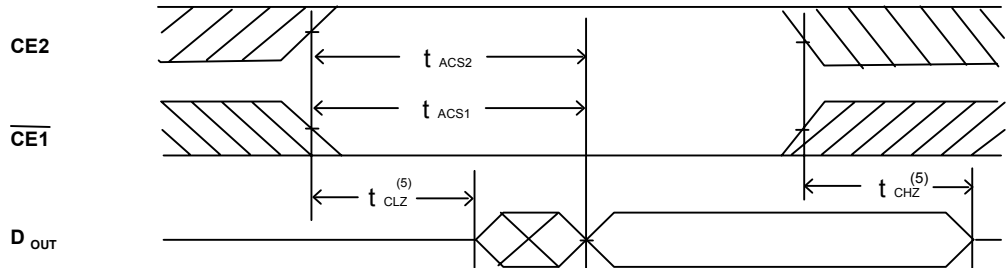 CE2
t ACS2
t ACS1
CE1
t CLZ (5)
t CHZ (5)
D OUT